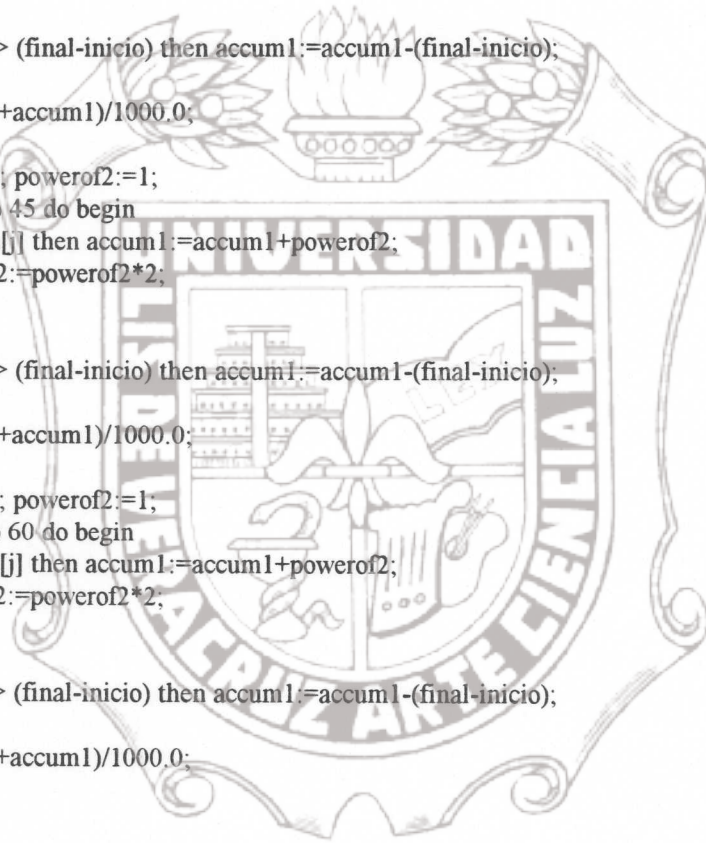 > (final-inicio) then accum1:=accum1-(final-inicio);
+accum1)/1000.0;
; powerof2:=1;
45 do begin
[j] then accum1:=accum1+powerof2;
2:=powerof2*2;
> (final-inicio) then accum1:=accum1-(final-inicio);
+accum1)/1000.0;
; powerof2:=1;
60 do begin
[j] then accum1:=accum1+powerof2;
2:=powerof2*2;
> (final-inicio) then accum1:=accum1-(final-inicio);
+accum1)/1000.0;
UNIVERSIDAD
VERACRUZ ARTE CIENCIA LUZ
LEX